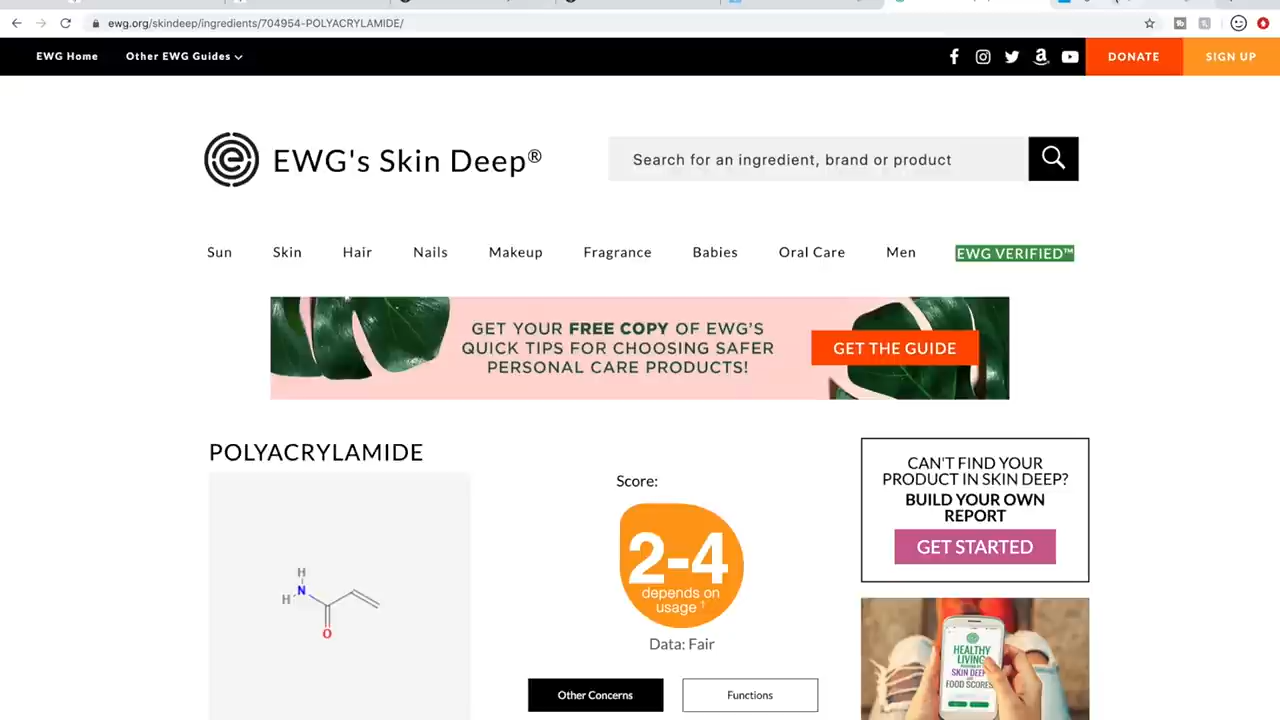 ewg.org/skindeep/ingredients/704954-POLYACRYLAMIDE/
EWG Home
Other EWG Guides
DONATE
SIGN UP
EWG's Skin Deep®
Search for an ingredient, brand or product
Sun
Skin
Hair
Nails
Makeup
Fragrance
Babies
Oral Care
Men
EWG VERIFIED™
GET YOUR FREE COPY OF EWG'S
QUICK TIPS FOR CHOOSING SAFER
PERSONAL CARE PRODUCTS!
GET THE GUIDE
POLYACRYLAMIDE
H
H
N
O
Score:
2-4
depends on
usage †
Data: Fair
Other Concerns
Functions
CAN'T FIND YOUR
PRODUCT IN SKIN DEEP?
BUILD YOUR OWN
REPORT
GET STARTED
HEALTHY
LIVING
SKIN DEEP
FOOD SCORES